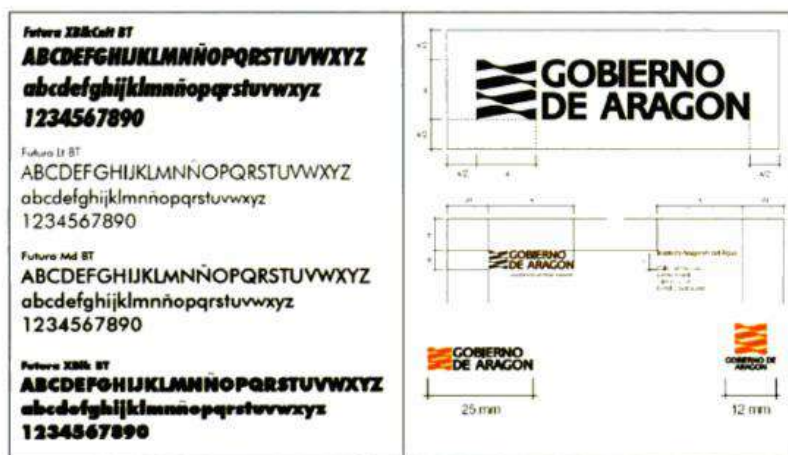 Futura XBlkCnIt BT
ABCDEFGHIJKLMNÑOPQRSTUVWXYZ
abcdefghijklmnñopqrstuvwxyz
1234567890
Futura Lt BT
ABCDEFGHIJKLMNÑOPQRSTUVWXYZ
abcdefghijklmnñopqrstuvwxyz
1234567890
Futura Md BT
ABCDEFGHIJKLMNÑOPQRSTUVWXYZ
abcdefghijklmnñopqrstuvwxyz
1234567890
Futura XBlk BT
ABCDEFGHIJKLMNÑOPQRSTUVWXYZ
abcdefghijklmnñopqrstuvwxyz
1234567890
GOBIERNO
DE ARAGON
GOBIERNO
DE ARAGON
GOBIERNO
DE ARAGON
25 mm
GOBIERNO DE
ARAGON
12 mm